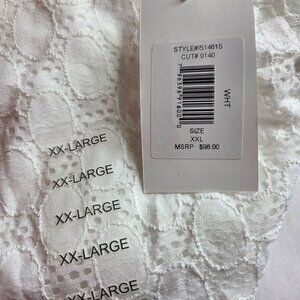 STYLE#I51461S
CUT# 9140
WHT
SIZE
XXL
MSRP $98.00
XX-LARGE
XX-LARGE
XX-LARGE
XX-LARGE
XX-LARGE